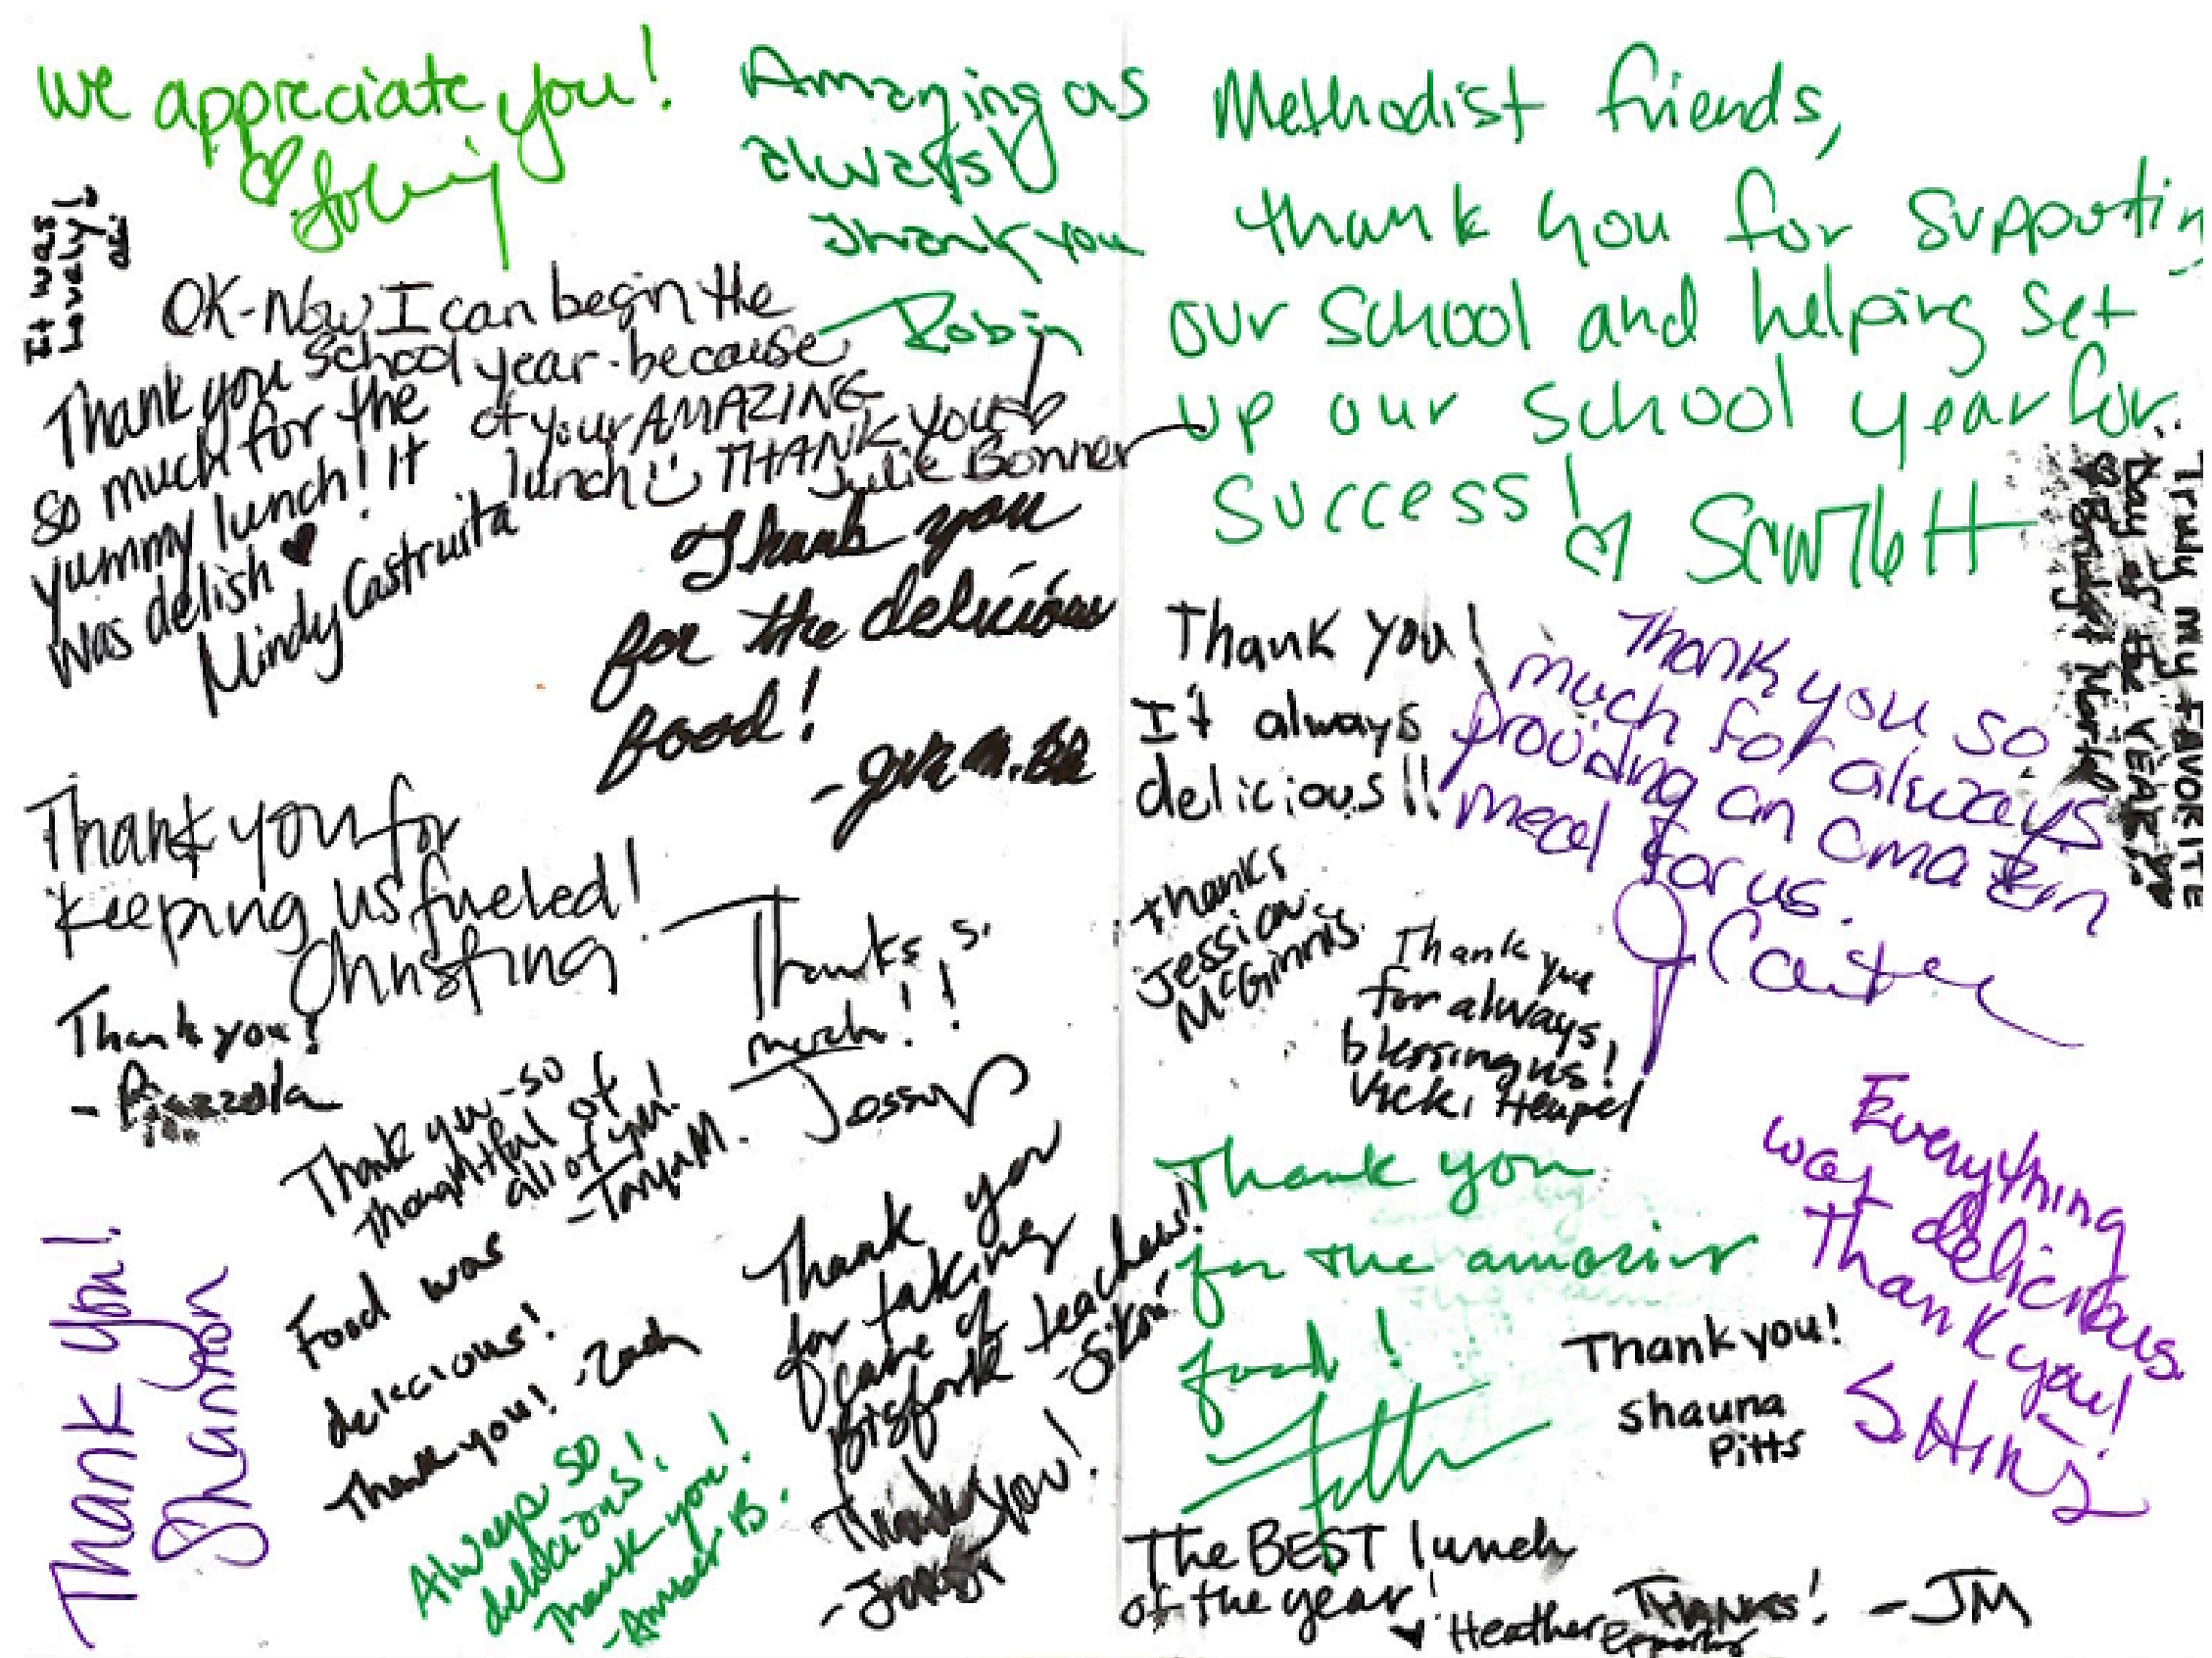 We appreciate you!
It was
Lovely!
OK-Now I can begin the
school year-because
of your AMAZING
lunch THANK YOU
Julie Bonner
Thank you
so much for the
yummy lunch! It
was delish
Mindy Castruita
Amazing as
always
Thank you
Robin
Thank you
for the delicious
food!
Thank you for
keeping us fueled!
Christina
Thank you!
Thanks s.
much!!
Thank you-so
thoughtful of
all of you!
-Tanya M.
Thank you!
Shannon
Food was
delicious!
Thank you! -Zach
Always so
delicious!
Thank you!
-Amber B.
Thank you
for taking
care of
Bigfork teachers!
Thank you!
Methodist friends,
thank you for supportin
our school and helping set
up our school year for
success!
Truly my FAVORITE
Day of the YEAR
Thank you!
It always
delicious!!
thanks
Jessica
McGinnis
Thank you so
much for always
providing an amazin
meal for us.
J Carter
Thank you
for always
blessing us!
Vicki Heupel
Thank you
for the amazing
food!
Everything
was delicious.
Thank you!
Thank you!
Shauna
Pitts
The BEST lunch
of the year!
Heather
Thanks! -JM